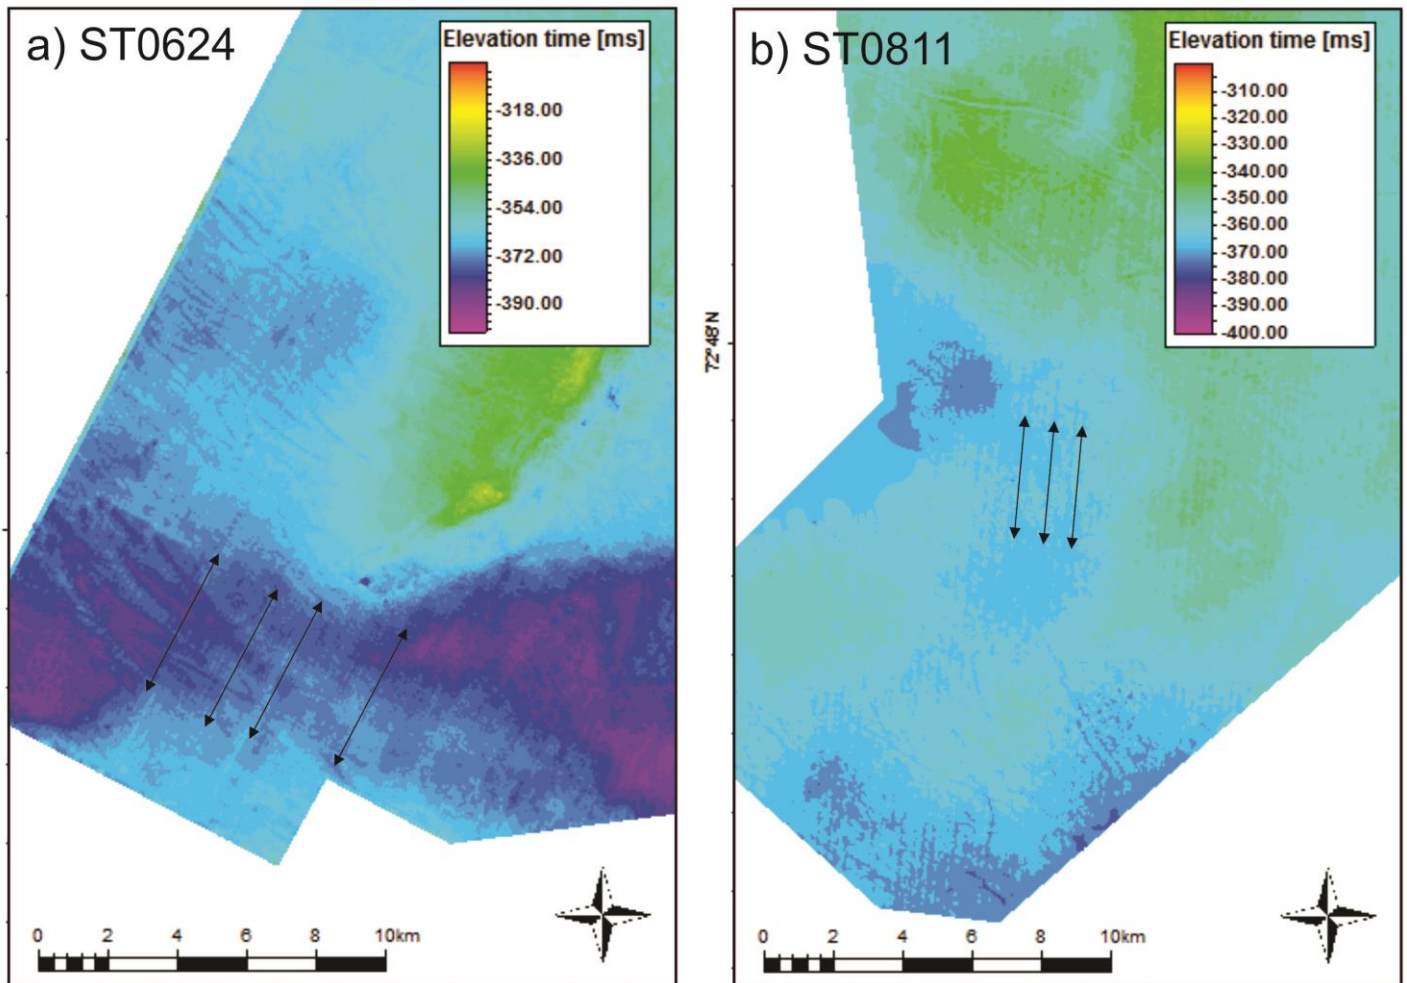 a) ST0624
Elevation time [ms]
-318.00
-336.00
-354.00
-372.00
-390.00
0 2 4 6 8 10km
b) ST0811
Elevation time [ms]
-310.00
-320.00
-330.00
-340.00
-350.00
-360.00
-370.00
-380.00
-390.00
-400.00
72°48'N
0 2 4 6 8 10km